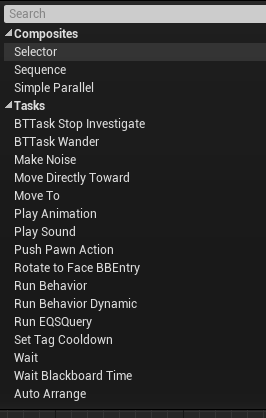 Search
Composites
Selector
Sequence
Simple Parallel
Tasks
BTTask Stop Investigate
BTTask Wander
Make Noise
Move Directly Toward
Move To
Play Animation
Play Sound
Push Pawn Action
Rotate to Face BBEntry
Run Behavior
Run Behavior Dynamic
Run EQSQuery
Set Tag Cooldown
Wait
Wait Blackboard Time
Auto Arrange